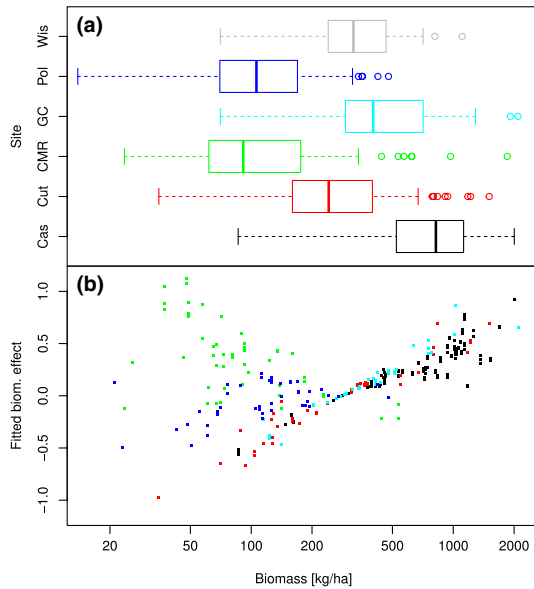 (a)
Site
Wis
Pol
GC
CMR
Cut
Cas
(b)
Fitted biom. effect
1.0
0.5
0.0
−0.5
−1.0
20 50 100 200 500 1000 2000
Biomass [kg/ha]